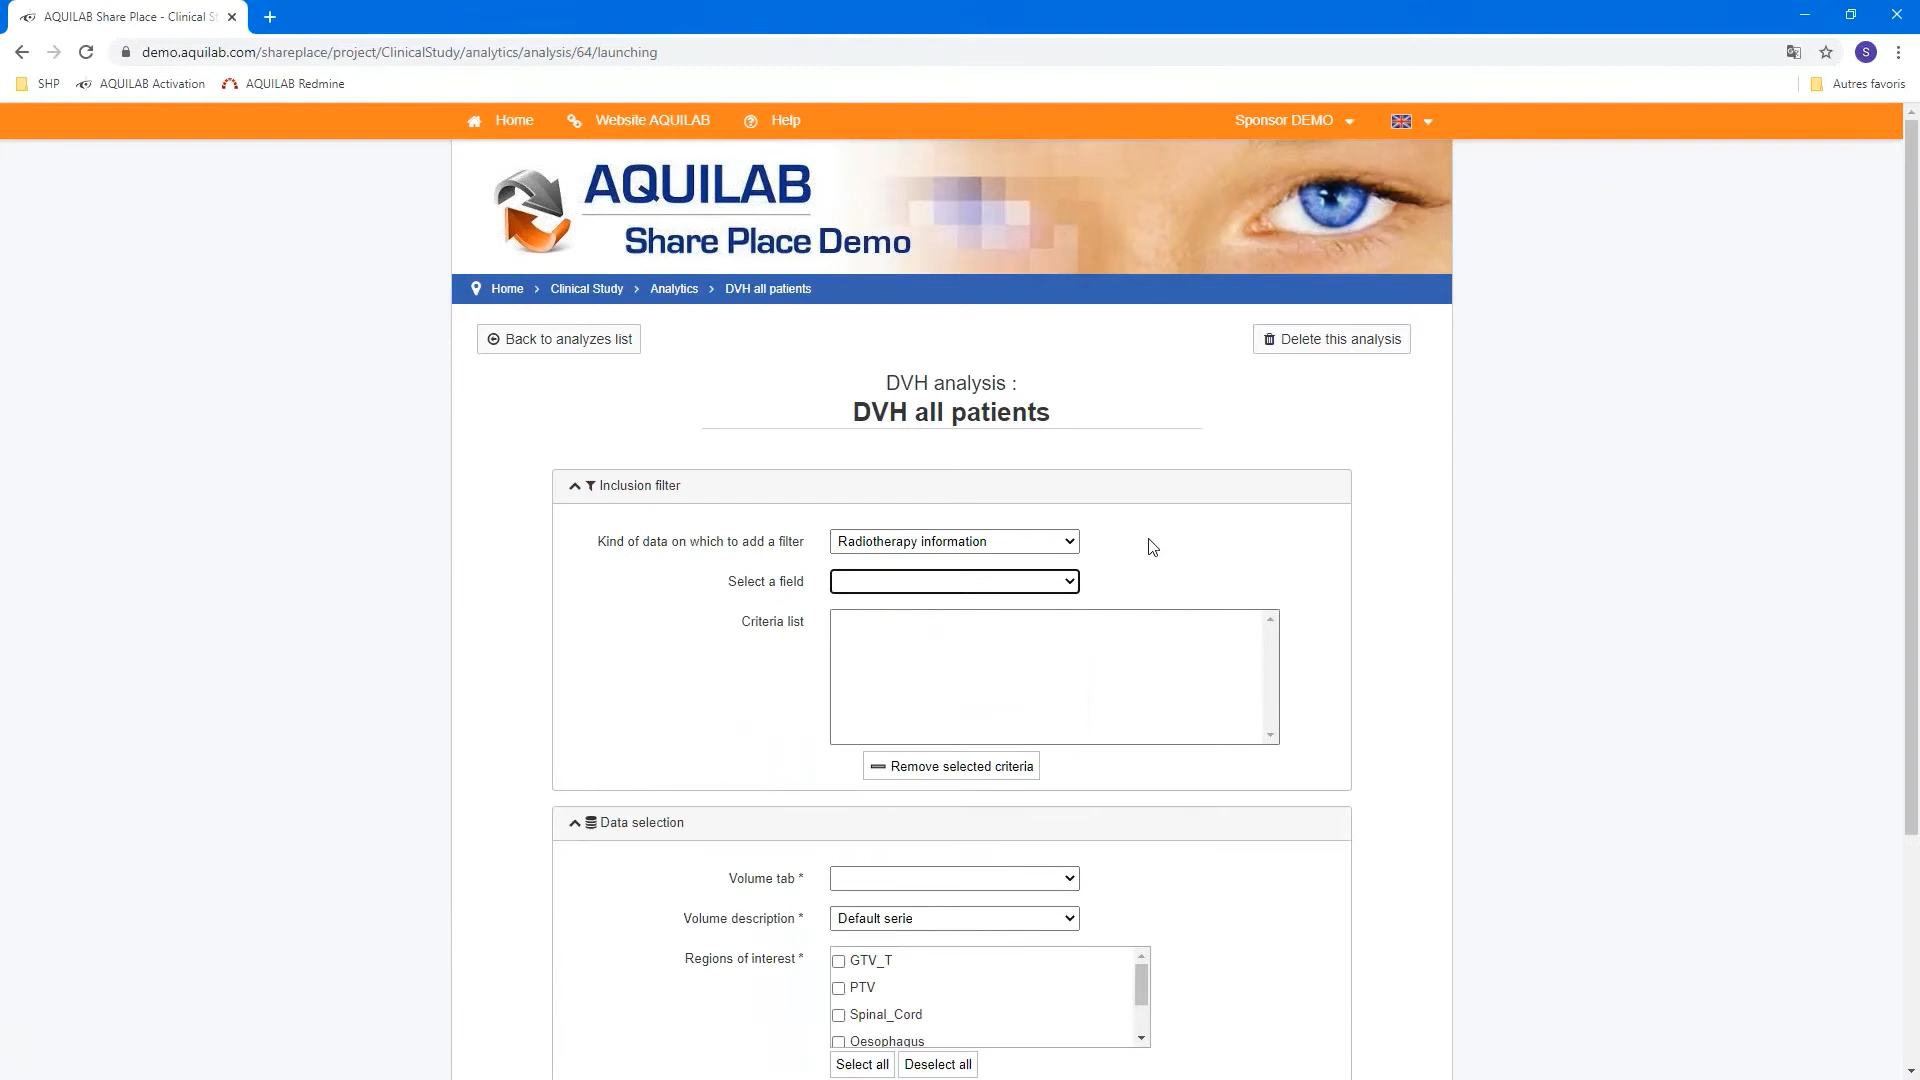 AQUILAB Share Place - Clinical S
demo.aquilab.com/shareplace/project/ClinicalStudy/analytics/analysis/64/launching
S
SHP
AQUILAB Activation
AQUILAB Redmine
Autres favoris
Home
Website AQUILAB
Help
Sponsor DEMO
AQUILAB
Share Place Demo
Home > Clinical Study > Analytics > DVH all patients
Back to analyzes list
Delete this analysis
DVH analysis :
DVH all patients
Inclusion filter
Kind of data on which to add a filter
Radiotherapy information
Select a field
Criteria list
Remove selected criteria
Data selection
Volume tab *
Volume description *
Default serie
Regions of interest *
GTV_T
PTV
Spinal_Cord
Oesophagus
Select all
Deselect all